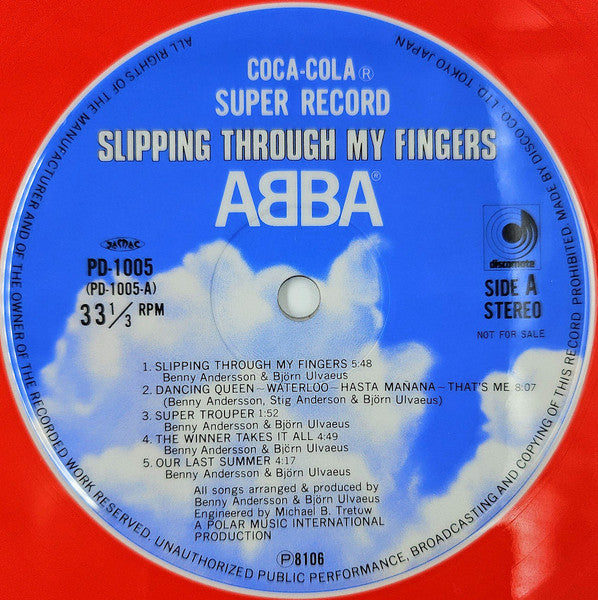 COCA-COLA®
SUPER RECORD
SLIPPING THROUGH MY FINGERS
ABBA®
JASRAC
PD-1005
(PD-1005-A)
33 1/3 RPM
discomate
SIDE A
STEREO
NOT FOR SALE
1. SLIPPING THROUGH MY FINGERS 5:48
Benny Andersson & Björn Ulvaeus
2. DANCING QUEEN–WATERLOO–HASTA MAÑANA–THAT'S ME 8:07
(Benny Andersson, Stig Anderson & Björn Ulvaeus)
3. SUPER TROUPER 1:52
Benny Andersson & Björn Ulvaeus
4. THE WINNER TAKES IT ALL 4:49
Benny Andersson & Björn Ulvaeus
5. OUR LAST SUMMER 4:17
Benny Andersson & Björn Ulvaeus
All songs arranged & produced by
Benny Andersson & Björn Ulvaeus
Engineered by Michael B. Tretow
A POLAR MUSIC INTERNATIONAL
PRODUCTION
Ⓟ8106
ALL RIGHTS OF THE MANUFACTURER AND OF THE OWNER OF THE RECORDED WORK RESERVED. UNAUTHORIZED PUBLIC PERFORMANCE, BROADCASTING AND COPYING OF THIS RECORD PROHIBITED. MADE BY DISCO CO., LTD. TOKYO JAPAN